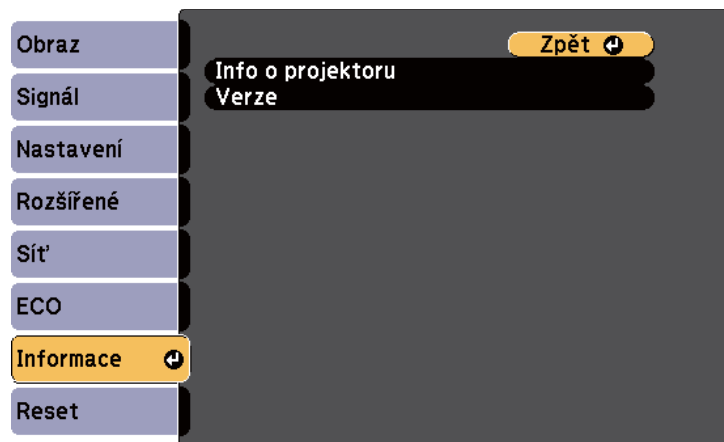 Obraz
Signál
Nastavení
Rozšířené
Síť
ECO
Informace
Reset
Zpět
Info o projektoru
Verze